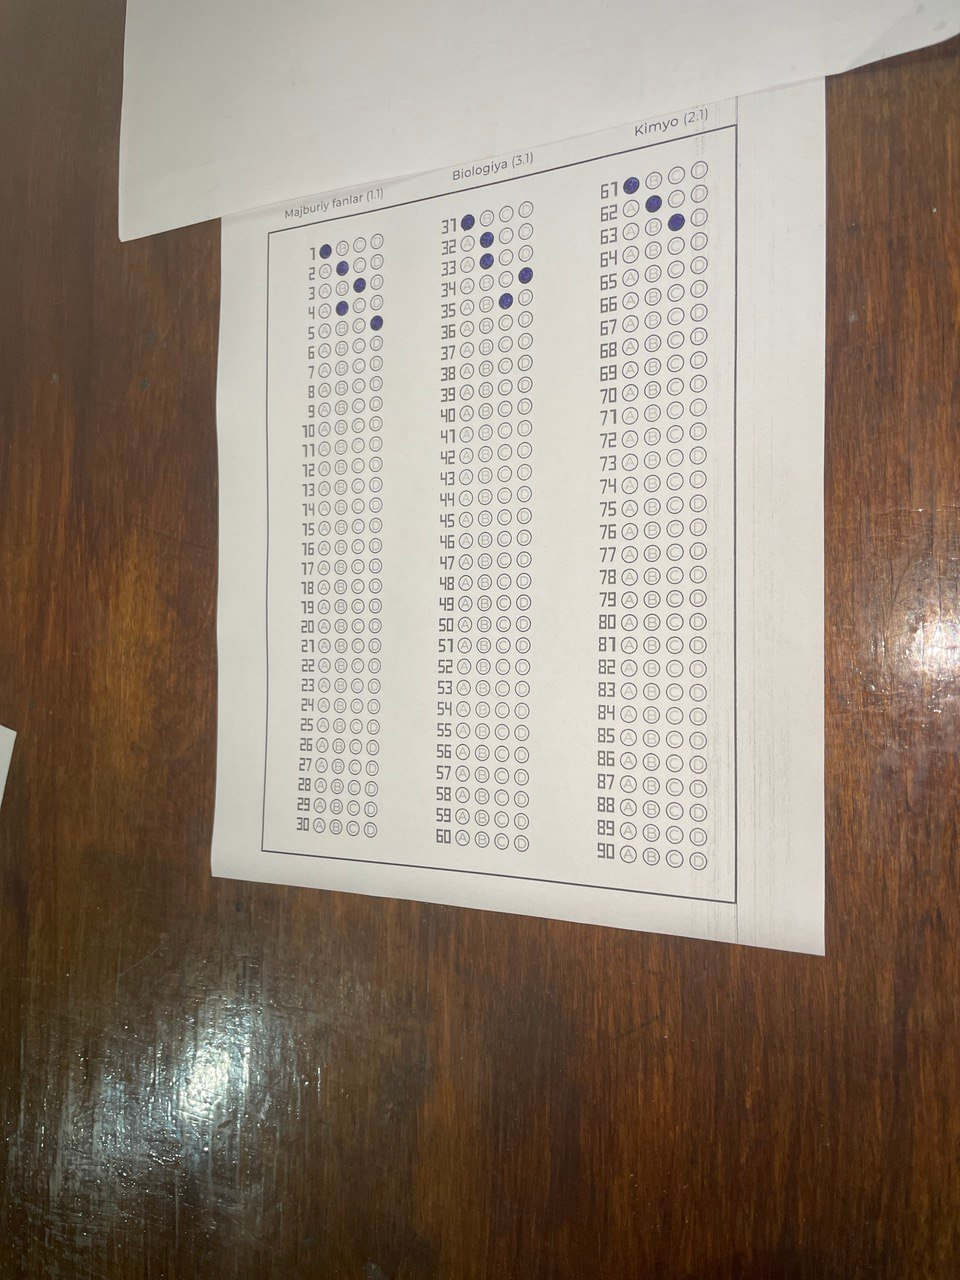 Majburiy fanlar (1.1)
1 B C D
2 A C D
3 A B D
4 A C D
5 A B C
6 A B C D
7 A B C D
8 A B C D
9 A B C D
10 A B C D
11 A B C D
12 A B C D
13 A B C D
14 A B C D
15 A B C D
16 A B C D
17 A B C D
18 A B C D
19 A B C D
20 A B C D
21 A B C D
22 A B C D
23 A B C D
24 A B C D
25 A B C D
26 A B C D
27 A B C D
28 A B C D
29 A B C D
30 A B C D
Biologiya (3.1)
31 B C D
32 A C D
33 A C D
34 A B C
35 A B D
36 A B C D
37 A B C D
38 A B C D
39 A B C D
40 A B C D
41 A B C D
42 A B C D
43 A B C D
44 A B C D
45 A B C D
46 A B C D
47 A B C D
48 A B C D
49 A B C D
50 A B C D
51 A B C D
52 A B C D
53 A B C D
54 A B C D
55 A B C D
56 A B C D
57 A B C D
58 A B C D
59 A B C D
60 A B C D
Kimyo (2.1)
61 B C D
62 A C D
63 A B D
64 A B C D
65 A B C D
66 A B C D
67 A B C D
68 A B C D
69 A B C D
70 A B C D
71 A B C D
72 A B C D
73 A B C D
74 A B C D
75 A B C D
76 A B C D
77 A B C D
78 A B C D
79 A B C D
80 A B C D
81 A B C D
82 A B C D
83 A B C D
84 A B C D
85 A B C D
86 A B C D
87 A B C D
88 A B C D
89 A B C D
90 A B C D